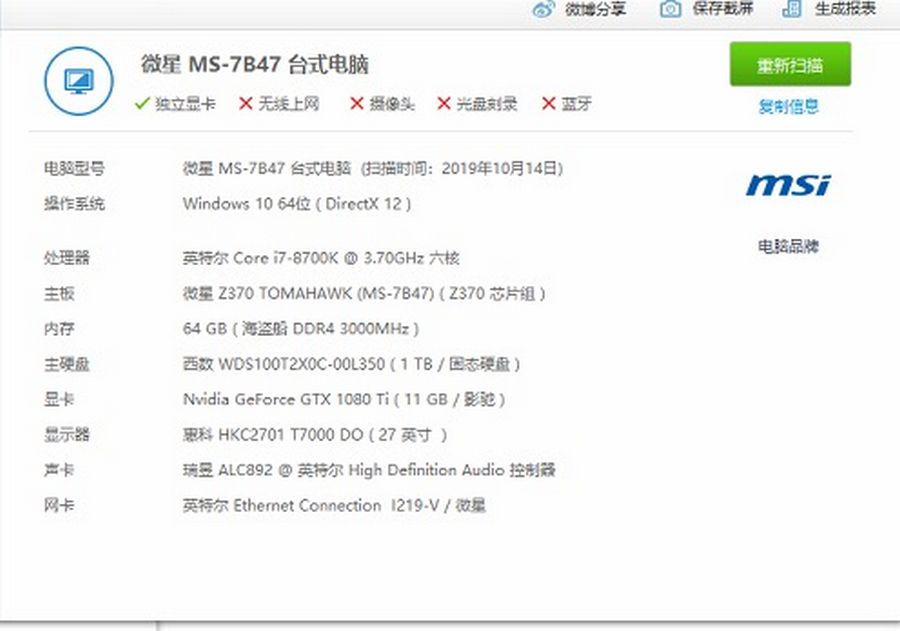 微博分享 保存截屏 生成报表
微星 MS-7B47 台式电脑
重新扫描
独立显卡 无线上网 摄像头 光盘刻录 蓝牙
复制信息
电脑型号 微星 MS-7B47 台式电脑 (扫描时间：2019年10月14日)
操作系统 Windows 10 64位 ( DirectX 12 )
msi
电脑品牌
处理器 英特尔 Core i7-8700K @ 3.70GHz 六核
主板 微星 Z370 TOMAHAWK (MS-7B47) ( Z370 芯片组 )
内存 64 GB ( 海盗船 DDR4 3000MHz )
主硬盘 西数 WDS100T2X0C-00L350 ( 1 TB / 固态硬盘 )
显卡 Nvidia GeForce GTX 1080 Ti ( 11 GB / 影驰 )
显示器 惠科 HKC2701 T7000 DO ( 27 英寸 )
声卡 瑞昱 ALC892 @ 英特尔 High Definition Audio 控制器
网卡 英特尔 Ethernet Connection I219-V / 微星